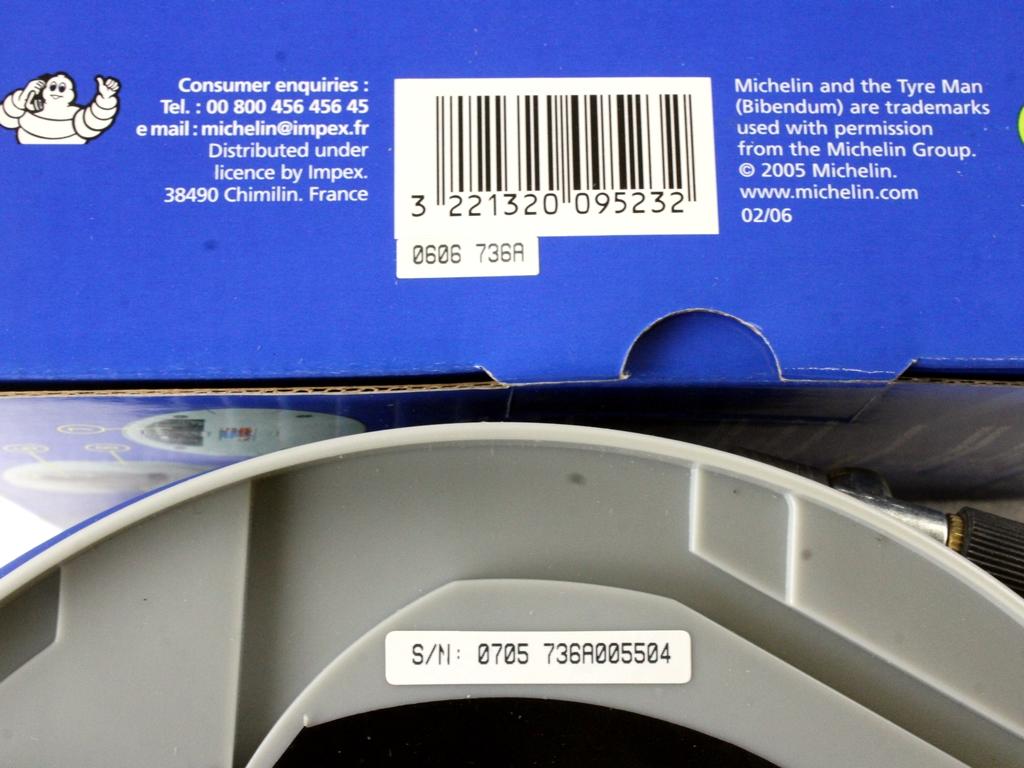 Consumer enquiries :
Tel. : 00 800 456 456 45
e mail : michelin@impex.fr
Distributed under
licence by Impex.
38490 Chimilin. France
3 221320 095232
0606 736A
Michelin and the Tyre Man
(Bibendum) are trademarks
used with permission
from the Michelin Group.
© 2005 Michelin.
www.michelin.com
02/06
S/N: 0705 736A005504